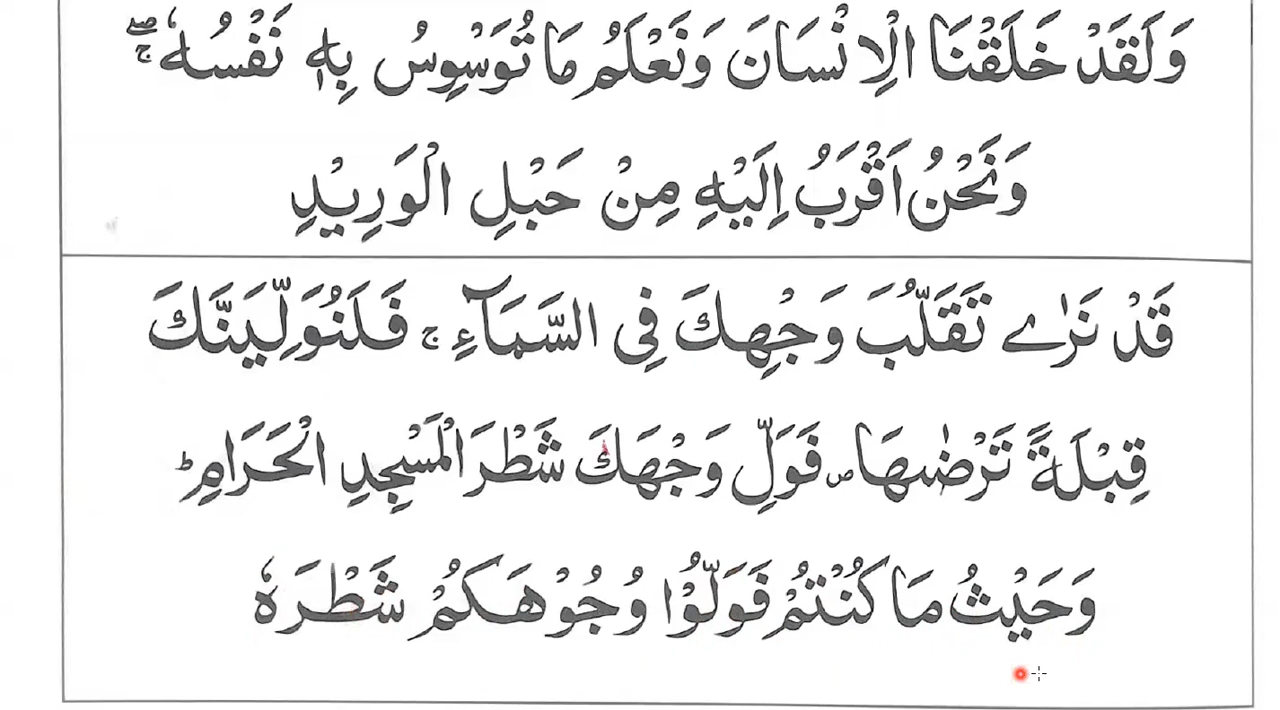 وَلَقَدْ خَلَقْنَا الْاِنْسَانَ وَنَعْلَمُ مَا تُوَسْوِسُ بِهٖ نَفْسُهٗ ۖۚ
وَنَحْنُ اَقْرَبُ اِلَيْهِ مِنْ حَبْلِ الْوَرِيْدِ
قَدْ نَرٰے تَقَلُّبَ وَجْهِكَ فِى السَّمَآءِ ۚ فَلَنُوَلِّيَنَّكَ
قِبْلَةً تَرْضٰىهَا ۪ فَوَلِّ وَجْهَكَ شَطْرَ الْمَسْجِدِ الْحَرَامِ ؕ
وَحَيْثُ مَا كُنْتُمْ فَوَلُّوْا وُجُوْهَكُمْ شَطْرَهٗ